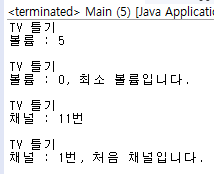 <terminated> Main (5) [Java Applicatio
TV 틀기
볼륨 : 5
TV 틀기
볼륨 : 0, 최소 볼륨입니다.
TV 틀기
채널 : 11번
TV 틀기
채널 : 1번, 처음 채널입니다.